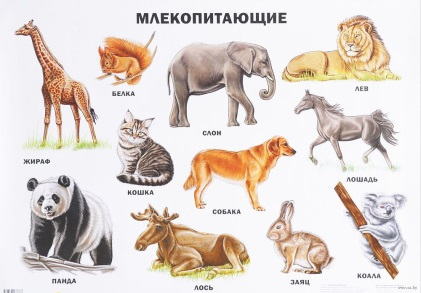 МЛЕКОПИТАЮЩИЕ
БЕЛКА
ЛЕВ
СЛОН
ЖИРАФ
КОШКА
ЛОШАДЬ
СОБАКА
ПАНДА
ЛОСЬ
ЗАЯЦ
КОАЛА